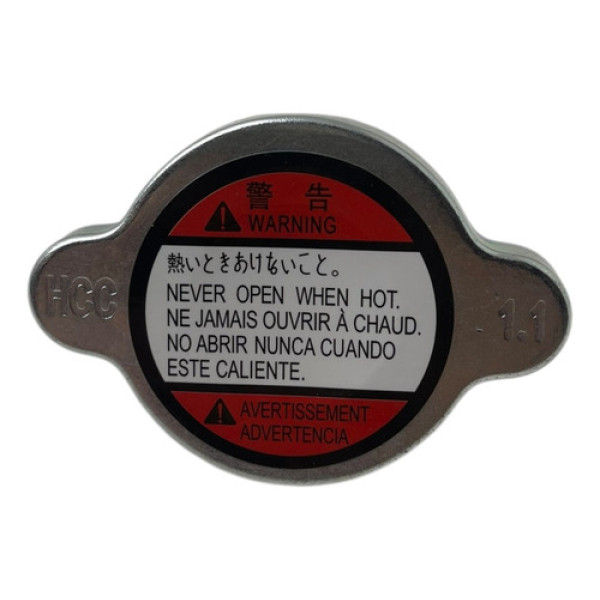 警告
WARNING
熱いときあけないこと。
NEVER OPEN WHEN HOT.
NE JAMAIS OUVRIR À CHAUD.
NO ABRIR NUNCA CUANDO
ESTE CALIENTE.
AVERTISSEMENT
ADVERTENCIA
HCC
1.1